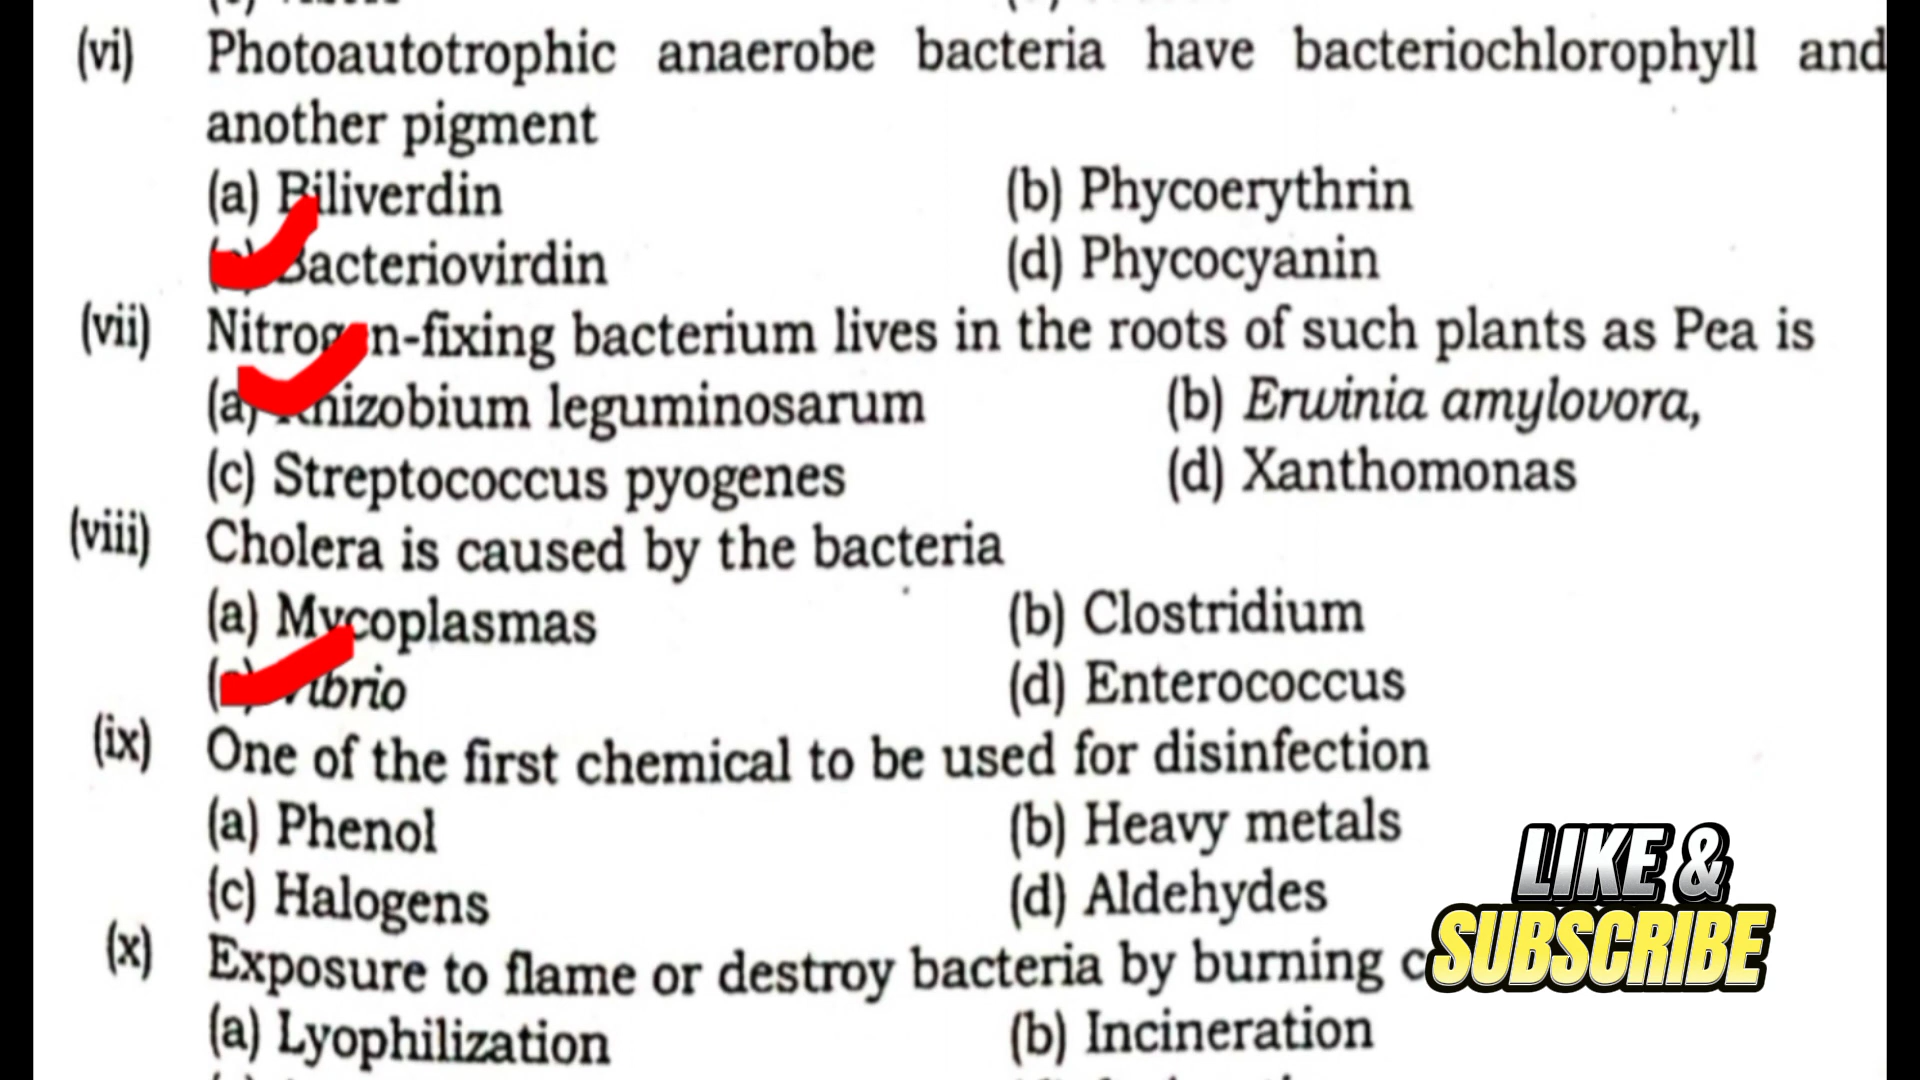 (vi) Photoautotrophic anaerobe bacteria have bacteriochlorophyll and
another pigment
(a) Biliverdin (b) Phycoerythrin
Bacteriovirdin (d) Phycocyanin
(vii) Nitrogen-fixing bacterium lives in the roots of such plants as Pea is
(a) Rhizobium leguminosarum (b) Erwinia amylovora,
(c) Streptococcus pyogenes (d) Xanthomonas
(viii) Cholera is caused by the bacteria
(a) Mycoplasmas (b) Clostridium
Vibrio (d) Enterococcus
(ix) One of the first chemical to be used for disinfection
(a) Phenol (b) Heavy metals
(c) Halogens (d) Aldehydes
(x) Exposure to flame or destroy bacteria by burning
(a) Lyophilization (b) Incineration
LIKE &
SUBSCRIBE